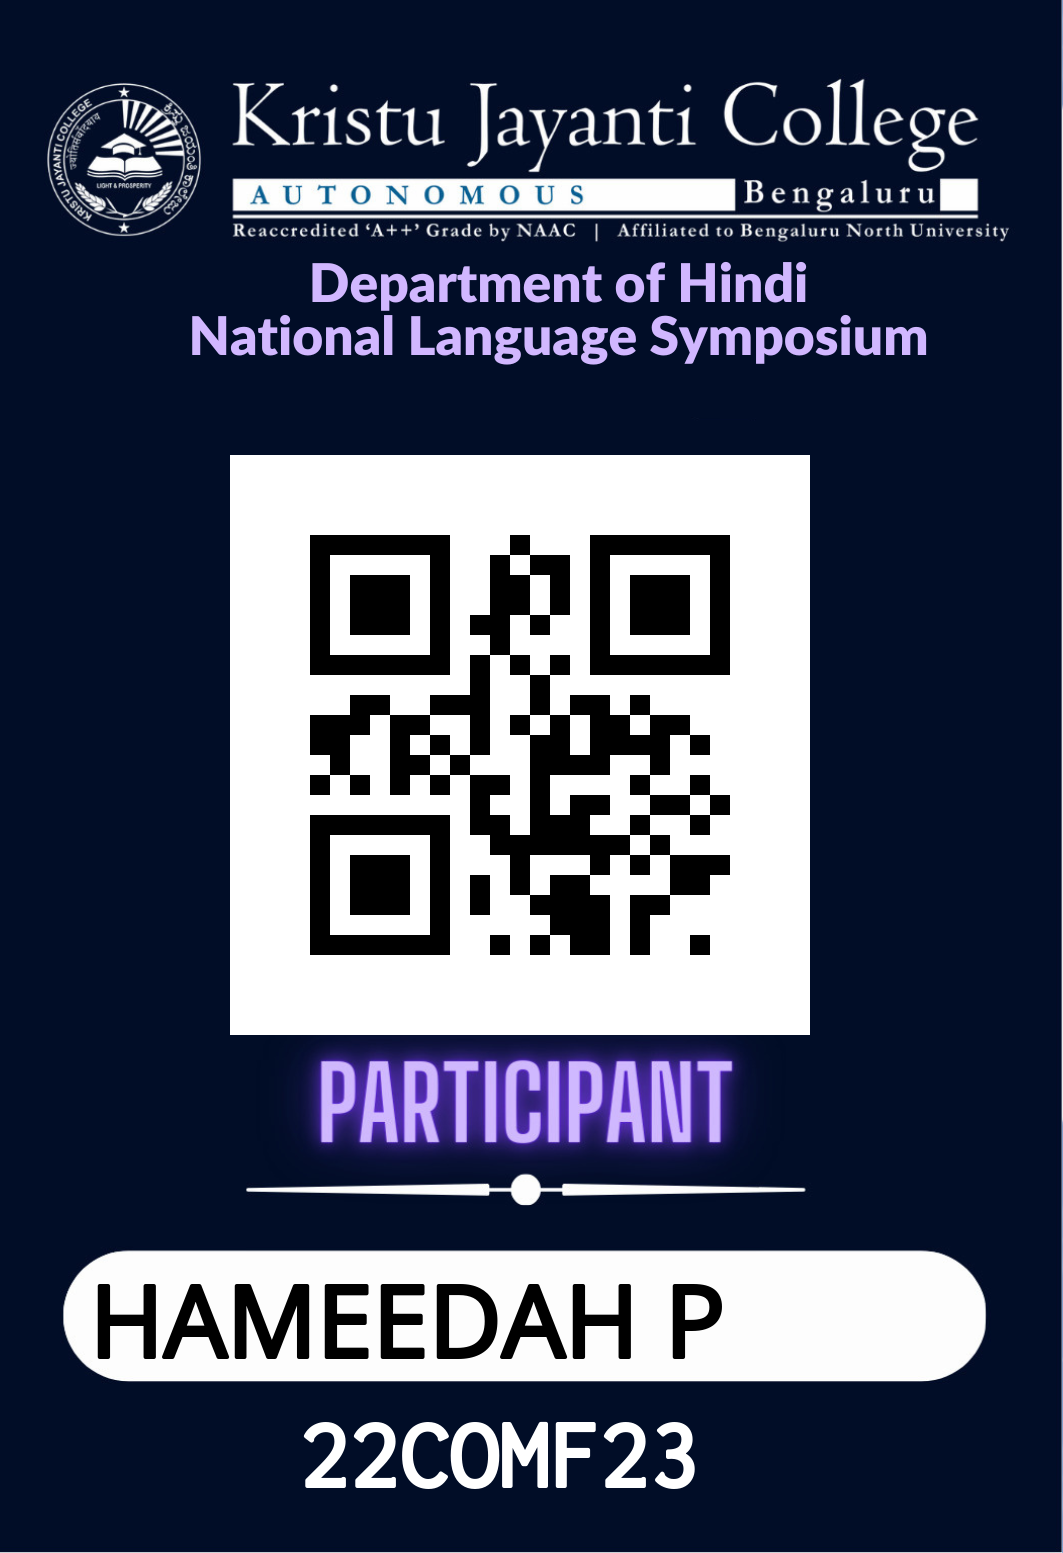 Kristu Jayanti College
AUTONOMOUS Bengaluru
Reaccredited ‘A++’ Grade by NAAC | Affiliated to Bengaluru North University
KRISTU JAYANTI COLLEGE
LIGHT & PROSPERITY
Department of Hindi
National Language Symposium
PARTICIPANT
HAMEEDAH P
22COMF23